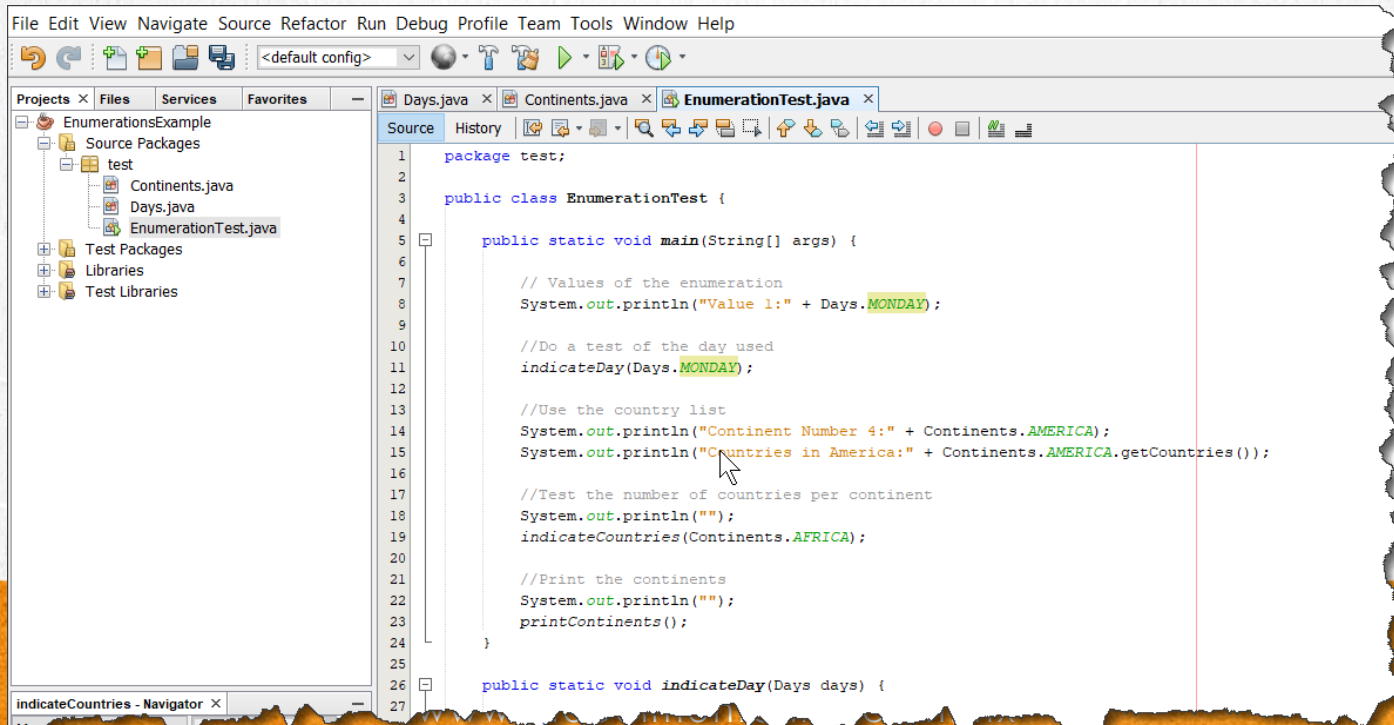 File Edit View Navigate Source Refactor Run Debug Profile Team Tools Window Help
<default config>
Projects Files Services Favorites
EnumerationsExample
Source Packages
test
Continents.java
Days.java
EnumerationTest.java
Test Packages
Libraries
Test Libraries
indicateCountries - Navigator
Days.java Continents.java EnumerationTest.java
Source History
1 package test;
2
3 public class EnumerationTest {
4
5 public static void main(String[] args) {
6
7 // Values of the enumeration
8 System.out.println("Value 1:" + Days.MONDAY);
9
10 //Do a test of the day used
11 indicateDay(Days.MONDAY);
12
13 //Use the country list
14 System.out.println("Continent Number 4:" + Continents.AMERICA);
15 System.out.println("Countries in America:" + Continents.AMERICA.getCountries());
16
17 //Test the number of countries per continent
18 System.out.println("");
19 indicateCountries(Continents.AFRICA);
20
21 //Print the continents
22 System.out.println("");
23 printContinents();
24 }
25
26 public static void indicateDay(Days days) {
27